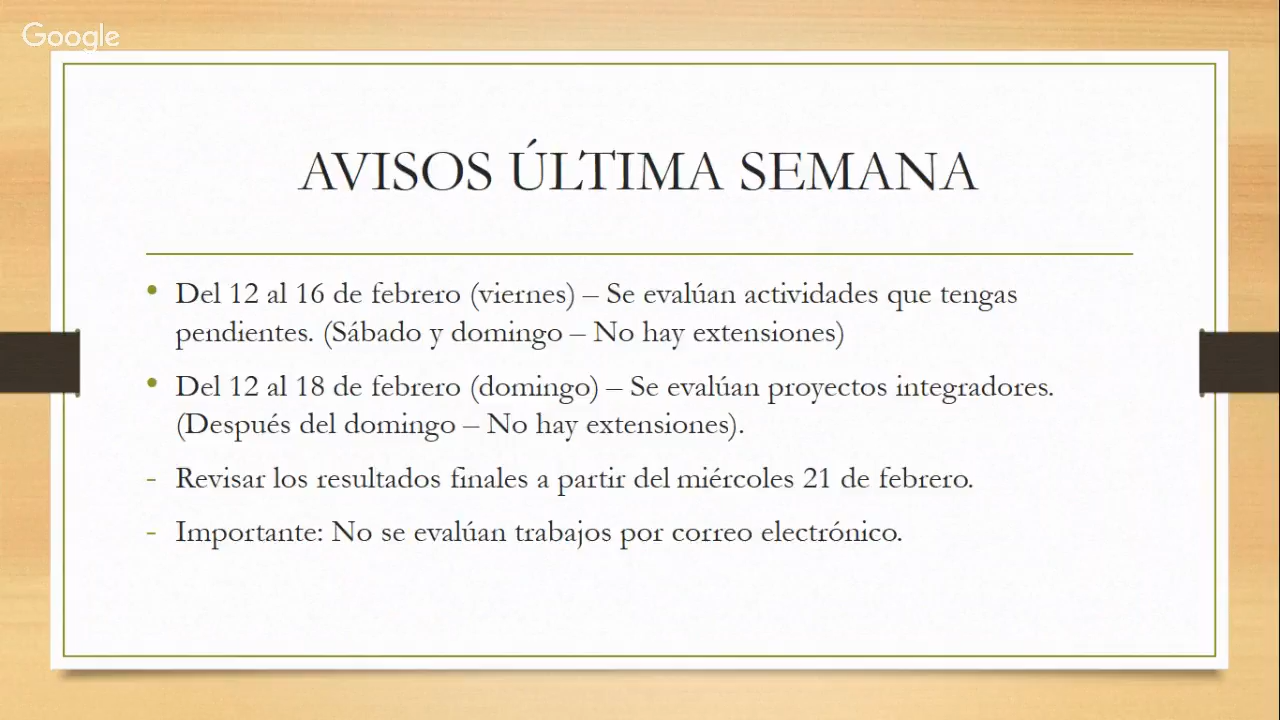 Google
AVISOS ÚLTIMA SEMANA
• Del 12 al 16 de febrero (viernes) – Se evalúan actividades que tengas
pendientes. (Sábado y domingo – No hay extensiones)
• Del 12 al 18 de febrero (domingo) – Se evalúan proyectos integradores.
(Después del domingo – No hay extensiones).
- Revisar los resultados finales a partir del miércoles 21 de febrero.
- Importante: No se evalúan trabajos por correo electrónico.